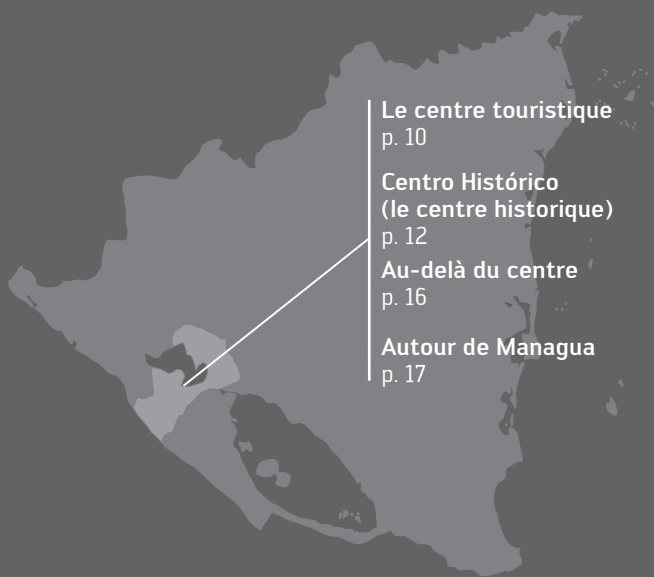 Le centre touristique
p. 10
Centro Histórico
(le centre historique)
p. 12
Au-delà du centre
p. 16
Autour de Managua
p. 17